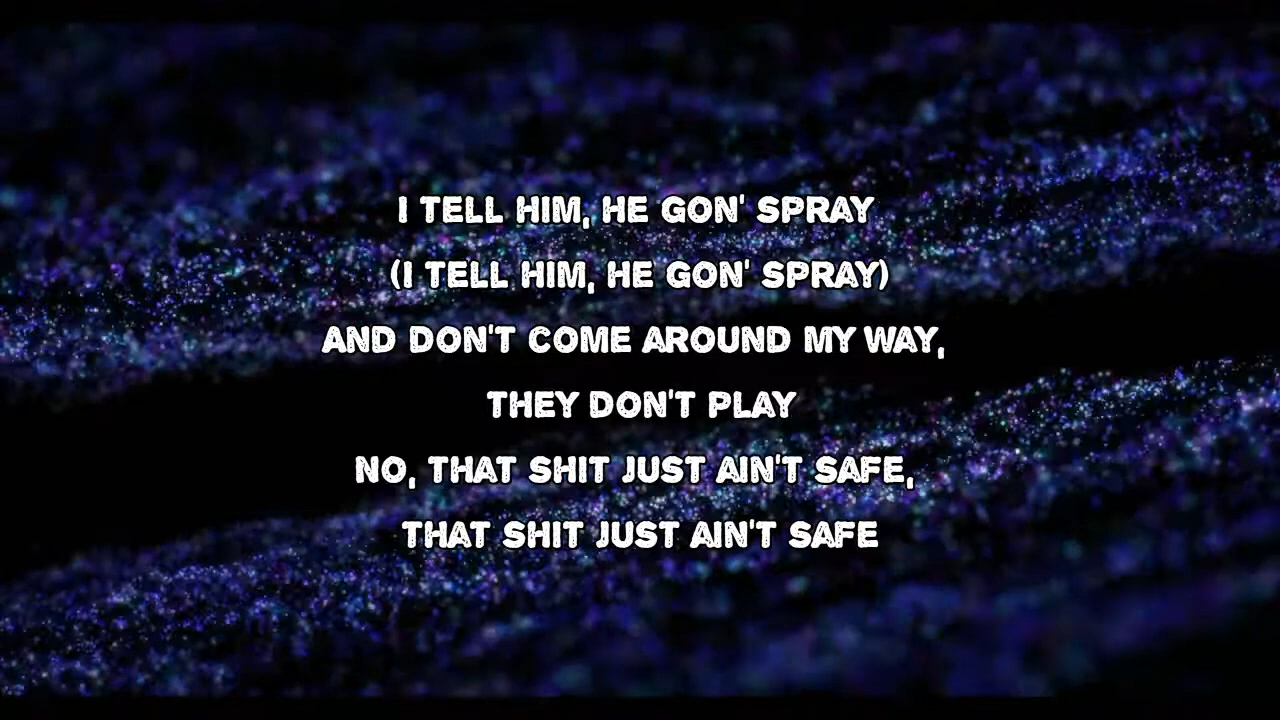 I TELL HIM, HE GON' SPRAY
(I TELL HIM, HE GON' SPRAY)
AND DON'T COME AROUND MY WAY,
THEY DON'T PLAY
NO, THAT SHIT JUST AIN'T SAFE,
THAT SHIT JUST AIN'T SAFE